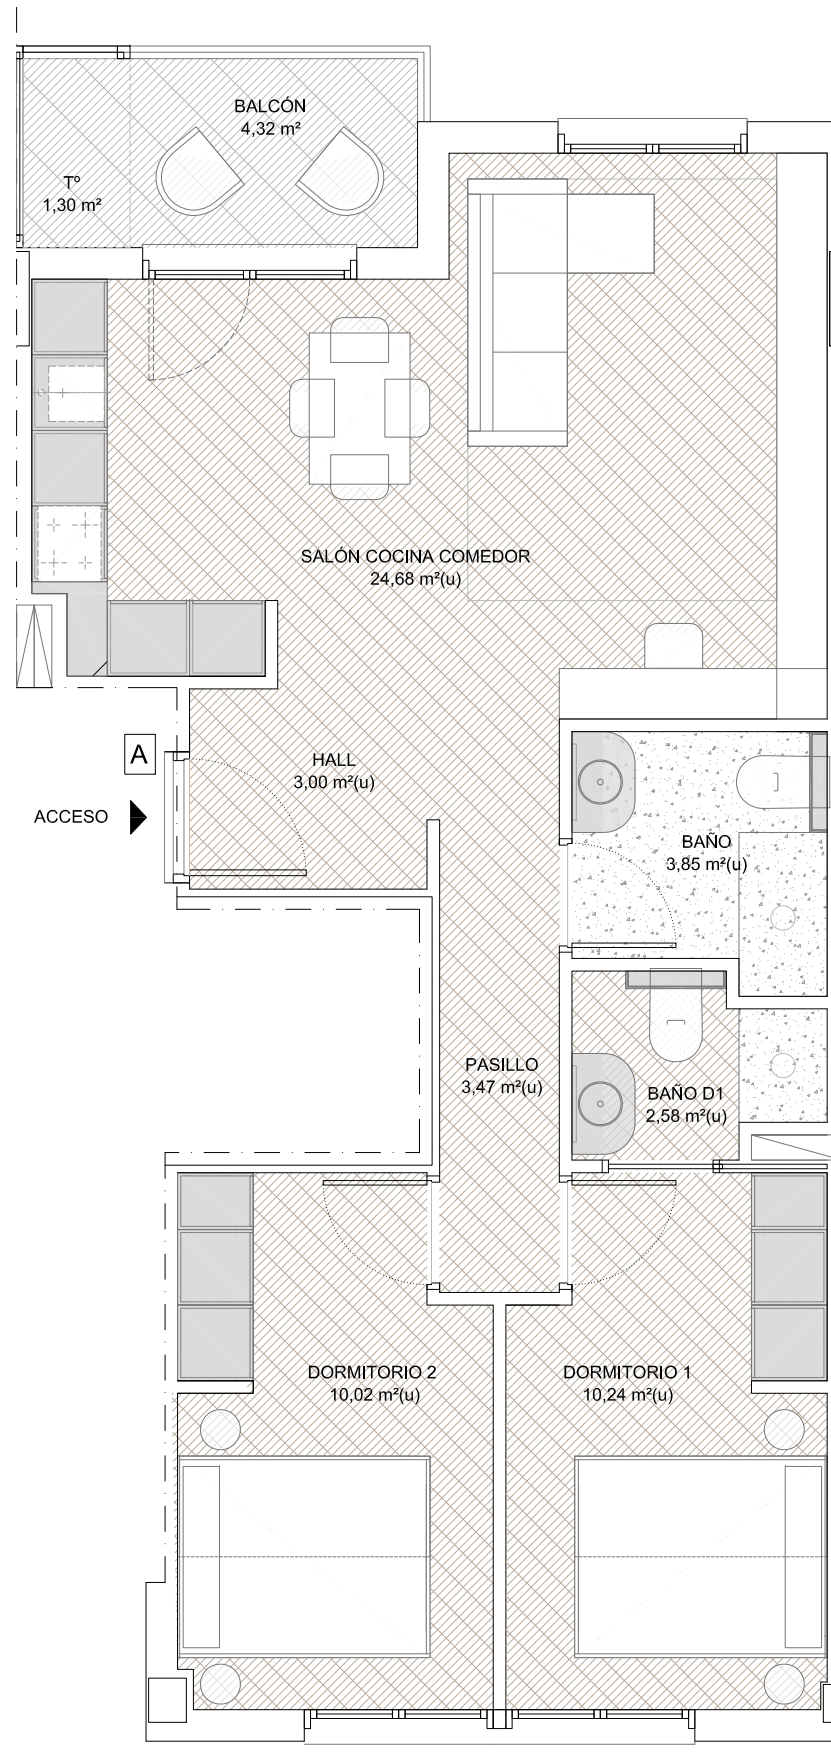 BALCÓN
4,32 m²
Tº
1,30 m²
SALÓN COCINA COMEDOR
24,68 m²(u)
A
HALL
3,00 m²(u)
ACCESO
BAÑO
3,85 m²(u)
PASILLO
3,47 m²(u)
BAÑO D1
2,58 m²(u)
DORMITORIO 2
10,02 m²(u)
DORMITORIO 1
10,24 m²(u)